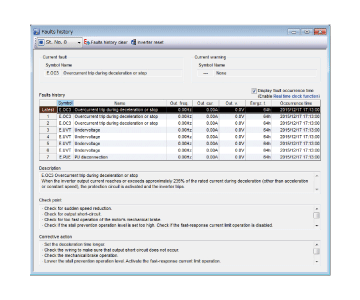 Faults history
St. No. 0 Faults history clear Inverter reset
Current fault Current warning
Symbol Name Symbol Name
E.OC3 Overcurrent trip during deceleration or stop --- None
Display fault occurrence time
(Enable Real time clock function)
Faults history
Symbol Name Out. freq. Out. cur. Out. v. Engz. t. Occurrence time
Latest E.OC3 Overcurrent trip during deceleration or stop 0.00Hz 0.00A 0.0V 64h 2015/12/17 17:13:00
1 E.OC3 Overcurrent trip during deceleration or stop 0.00Hz 0.00A 0.0V 64h 2015/12/17 17:13:00
2 E.OC3 Overcurrent trip during deceleration or stop 0.00Hz 0.00A 0.0V 64h 2015/12/17 17:13:00
3 E.OC3 Overcurrent trip during deceleration or stop 0.00Hz 0.00A 0.0V 64h 2015/12/17 17:13:00
4 E.UVT Undervoltage 0.00Hz 0.00A 0.0V 64h 2015/12/17 17:13:00
5 E.UVT Undervoltage 0.00Hz 0.00A 0.0V 64h 2015/12/17 17:13:00
6 E.UVT Undervoltage 0.00Hz 0.00A 0.0V 64h 2015/12/17 17:13:00
7 E.PUE PU disconnection 0.00Hz 0.00A 0.0V 64h 2015/12/17 17:13:00
Description
E.OC3 Overcurrent trip during deceleration or stop
When the inverter output current reaches or exceeds approximately 235% of the rated current during deceleration (other than acceleration
or constant speed), the protection circuit is activated and the inverter trips.
Check point
- Check for sudden speed reduction.
- Check for output short-circuit.
- Check for too fast operation of the motor's mechanical brake.
- Check if the stall prevention operation level is set too high. Check if the fast-response current limit operation is disabled.
Corrective action
- Set the deceleration time longer.
- Check the wiring to make sure that output short circuit does not occur.
- Check the mechanical brake operation.
- Lower the stall prevention operation level. Activate the fast-response current limit operation.